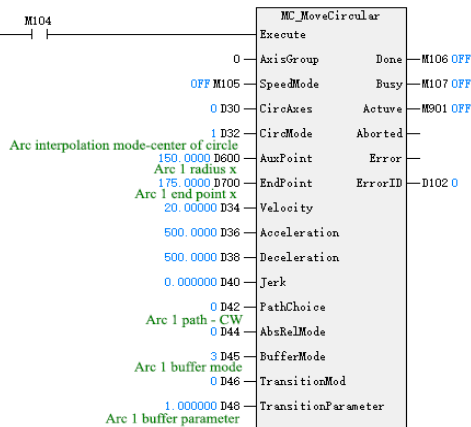 M104
MC_MoveCircular
Execute
0 AxisGroup Done M106 OFF
OFF M105 SpeedMode Busy M107 OFF
0 D30 CircAxes Actuve M901 OFF
1 D32 CircMode Aborted
Arc interpolation mode-center of circle
150.0000 D600 AuxPoint Error
Arc 1 radius x
175.0000 D700 EndPoint ErrorID D102 0
Arc 1 end point x
20.00000 D34 Velocity
500.0000 D36 Acceleration
500.0000 D38 Deceleration
0.000000 D40 Jerk
0 D42 PathChoice
Arc 1 path - CW
0 D44 AbsRelMode
3 D45 BufferMode
Arc 1 buffer mode
0 D46 TransitionMod
1.000000 D48 TransitionParameter
Arc 1 buffer parameter